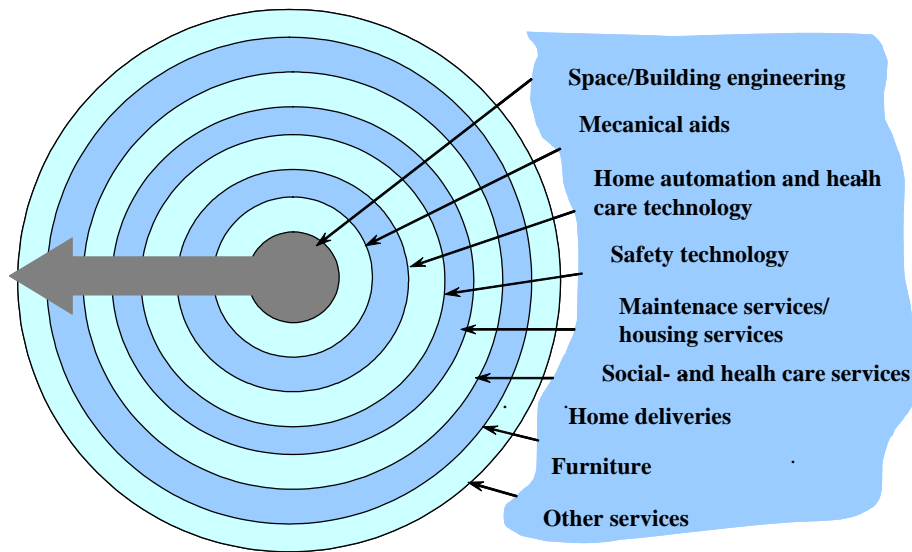 Space/Building engineering
Mecanical aids
Home automation and healh
care technology
Safety technology
Maintenace services/
housing services
Social- and healh care services
Home deliveries
Furniture
Other services